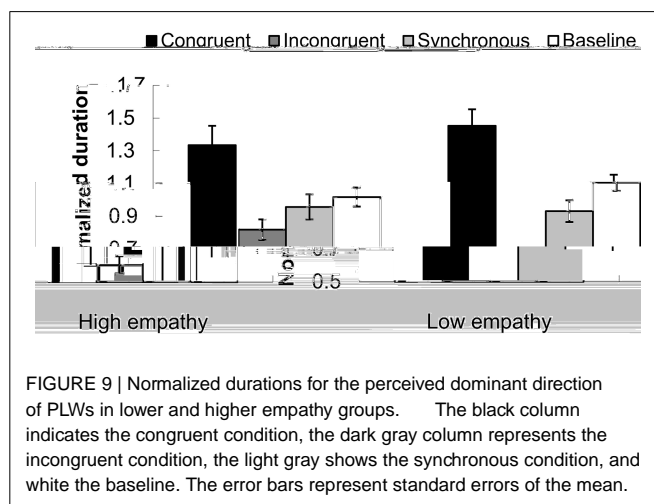 Congruent Incongruent Synchronous Baseline
1.7
1.5
1.3
1.1
0.9
0.7
0.5
High empathy Low empathy
FIGURE 9 | Normalized durations for the perceived dominant direction
of PLWs in lower and higher empathy groups. The black column
indicates the congruent condition, the dark gray column represents the
incongruent condition, the light gray shows the synchronous condition, and
white the baseline. The error bars represent standard errors of the mean.